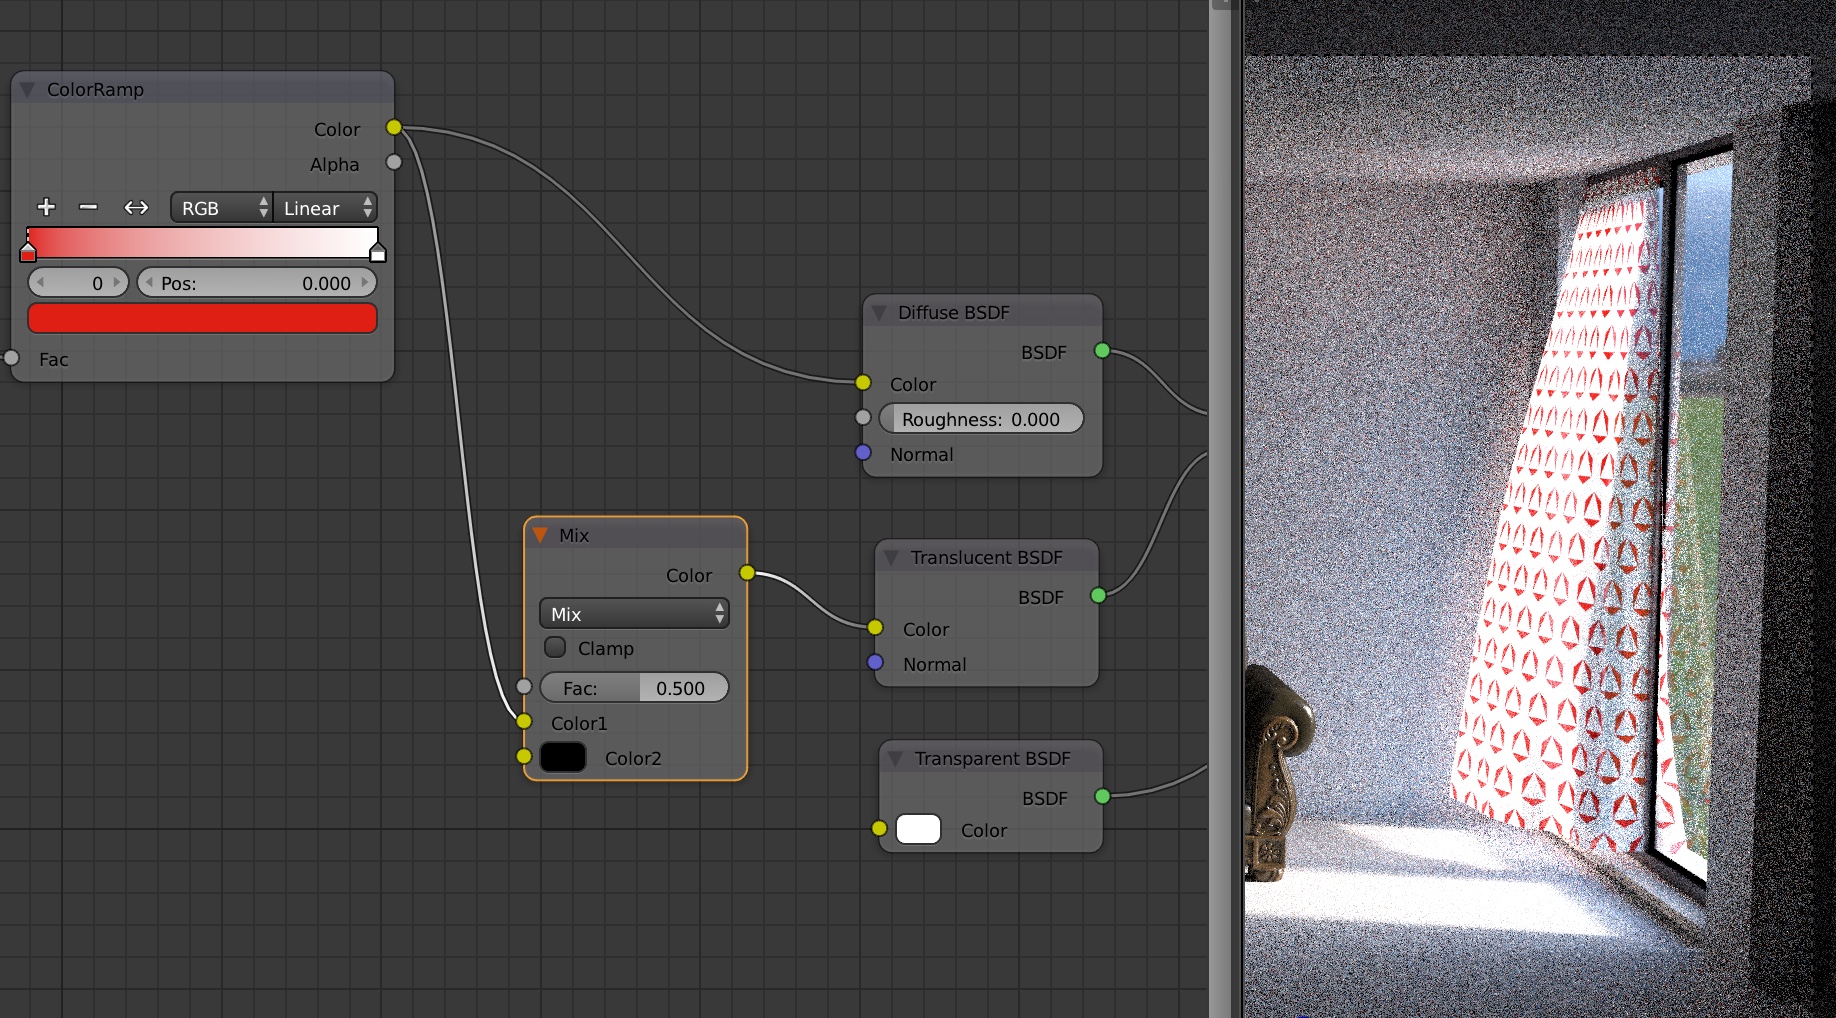 ColorRamp
Color
Alpha
RGB Linear
0 Pos: 0.000
Fac
Diffuse BSDF
BSDF
Color
Roughness: 0.000
Normal
Mix
Color
Mix
Clamp
Fac: 0.500
Color1
Color2
Translucent BSDF
BSDF
Color
Normal
Transparent BSDF
BSDF
Color